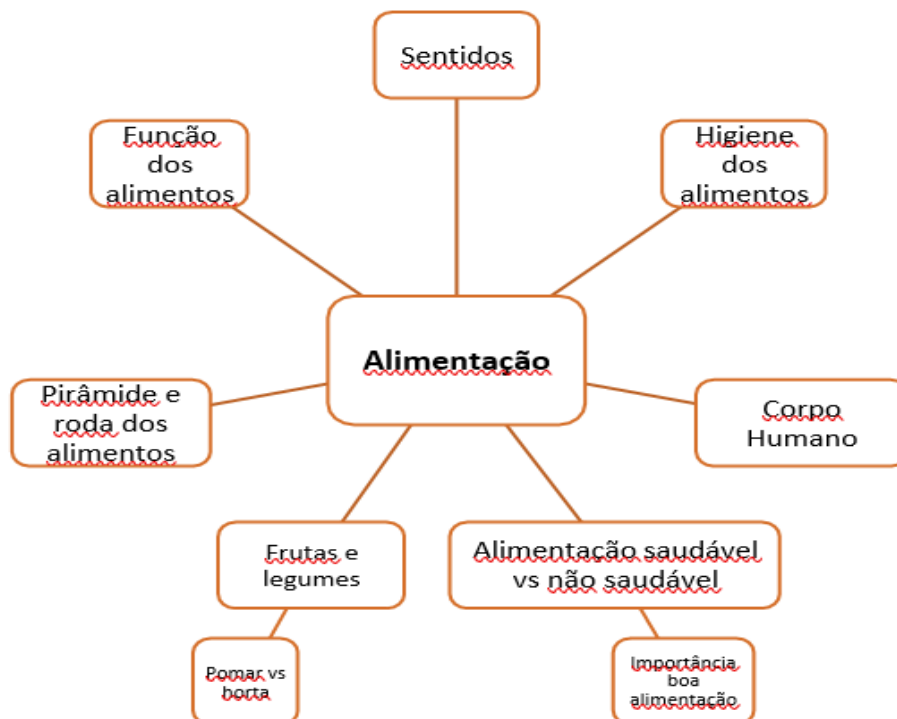 Sentidos
Função
dos
alimentos
Higiene
dos
alimentos
Alimentação
Pirâmide e
roda dos
alimentos
Corpo
Humano
Frutas e
legumes
Alimentação saudável
vs não saudável
Pomar vs
horta
Importância
boa
alimentação